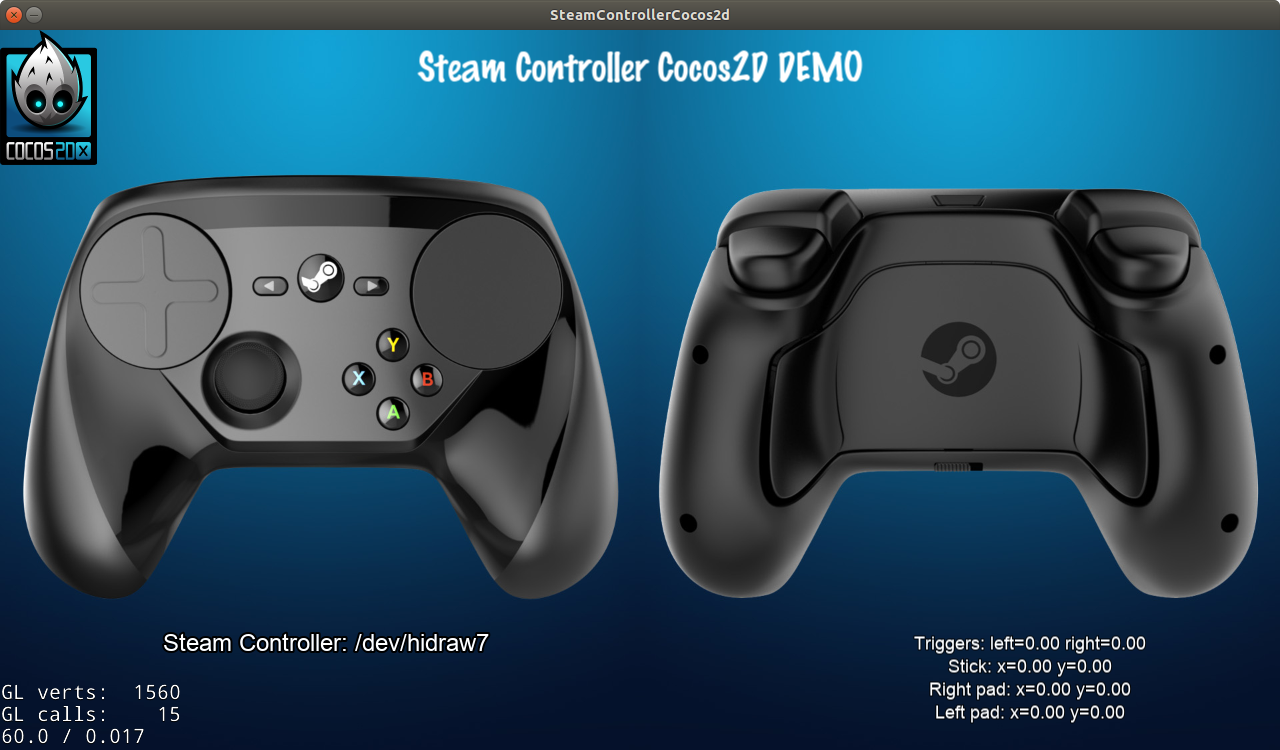 SteamControllerCocos2d
Steam Controller Cocos2D DEMO
COCOS2DX
Y
X
B
A
Steam Controller: /dev/hidraw7
Triggers: left=0.00 right=0.00
Stick: x=0.00 y=0.00
Right pad: x=0.00 y=0.00
Left pad: x=0.00 y=0.00
GL verts: 1560
GL calls: 15
60.0 / 0.017